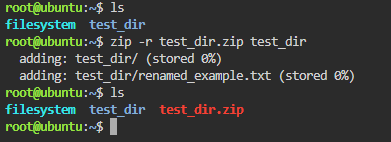 root@ubuntu:~$ ls
filesystem  test_dir
root@ubuntu:~$ zip -r test_dir.zip test_dir
  adding: test_dir/ (stored 0%)
  adding: test_dir/renamed_example.txt (stored 0%)
root@ubuntu:~$ ls
filesystem  test_dir  test_dir.zip
root@ubuntu:~$